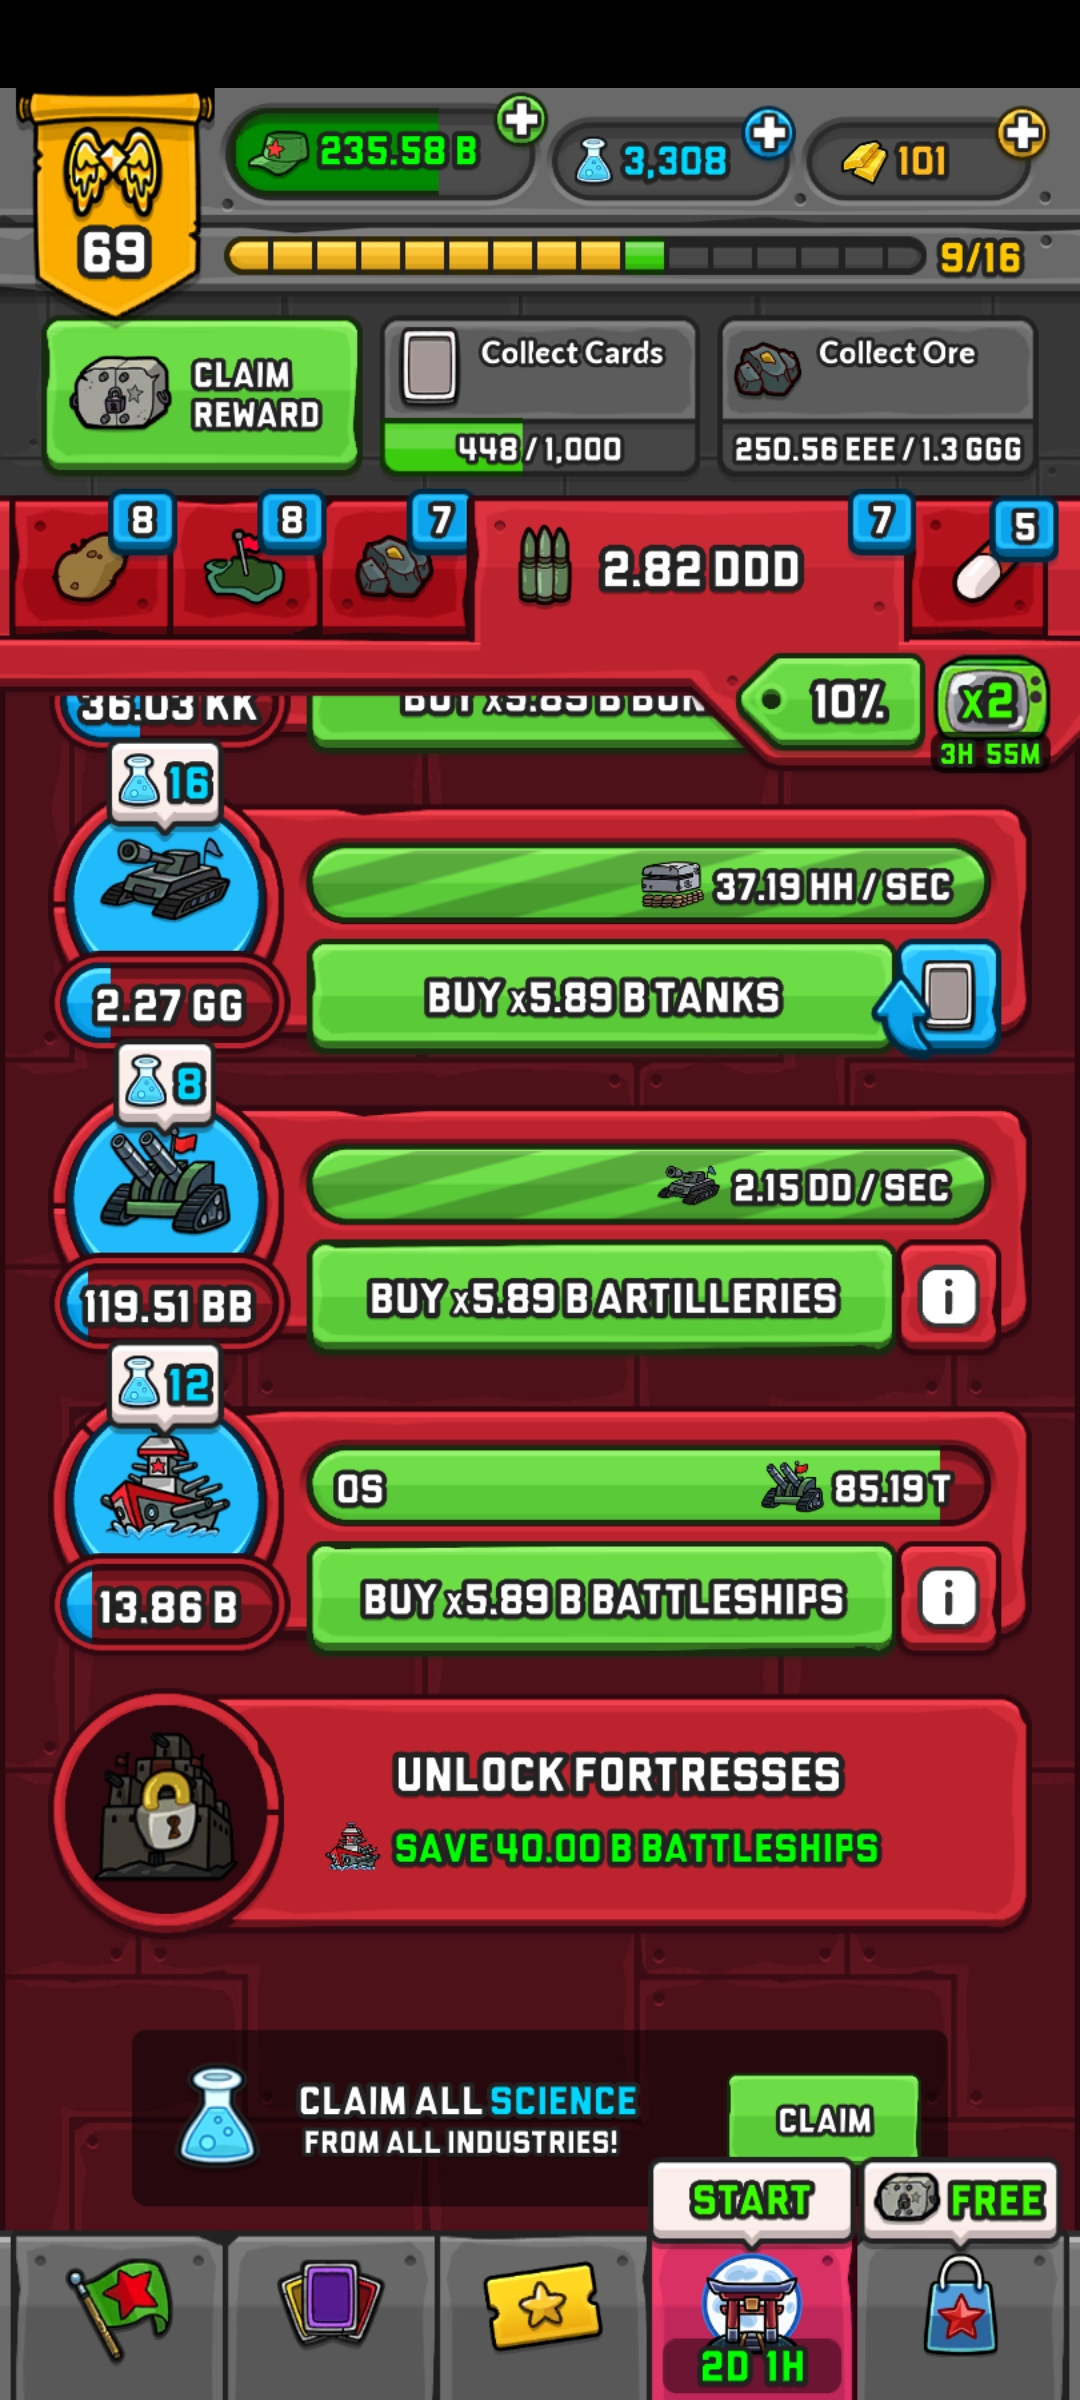 235.58 B
3,308
101
69
9/16
CLAIM
REWARD
Collect Cards
448 / 1,000
Collect Ore
250.56 EEE / 1.3 GGG
8
8
7
2.82 DDD
7
5
10%
x2
3H 55M
36.03 KK
BUY x5.89 B BUN
16
37.19 HH / SEC
2.27 GG
BUY x5.89 B TANKS
8
2.15 DD / SEC
119.51 BB
BUY x5.89 B ARTILLERIES
i
12
0S
85.19 T
13.86 B
BUY x5.89 B BATTLESHIPS
i
UNLOCK FORTRESSES
SAVE 40.00 B BATTLESHIPS
CLAIM ALL SCIENCE
FROM ALL INDUSTRIES!
CLAIM
START
FREE
2D 1H